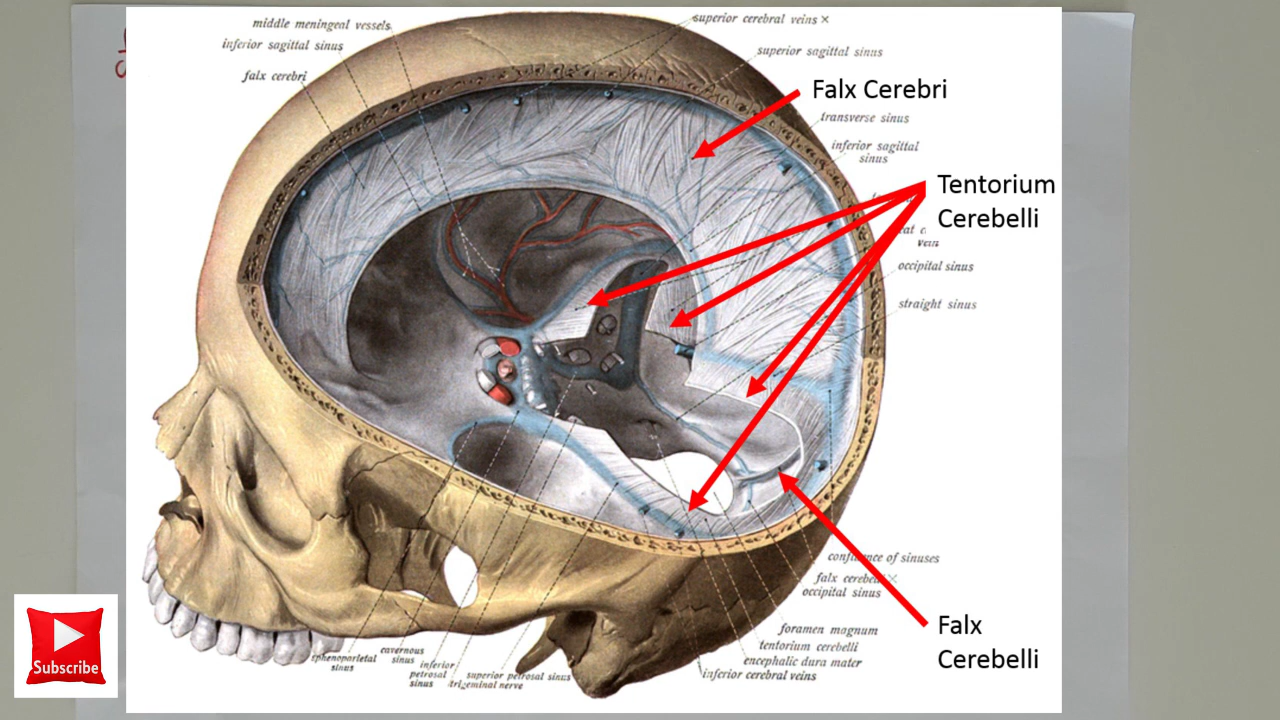 middle meningeal vessels
inferior sagittal sinus
falx cerebri
superior cerebral veins ×
superior sagittal sinus
Falx Cerebri
transverse sinus
inferior sagittal
sinus
Tentorium
Cerebelli
vein
occipital sinus
straight sinus
confluence of sinuses
falx cerebelli ×
occipital sinus
Falx
Cerebelli
foramen magnum
tentorium cerebelli
encephalic dura mater
inferior cerebral veins
sphenoparietal
sinus
cavernous
sinus
inferior
petrosal
sinus
trigeminal nerve
superior petrosal sinus
Subscribe